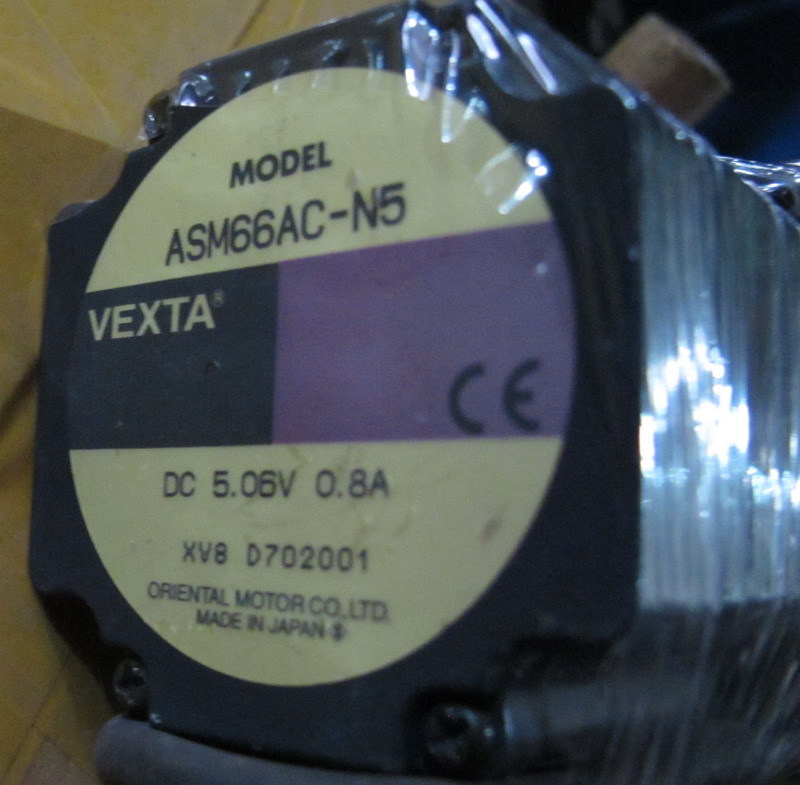 MODEL
ASM66AC-N5
VEXTA®
CE
DC 5.06V 0.8A
XV8 D702001
ORIENTAL MOTOR CO.,LTD.
MADE IN JAPAN